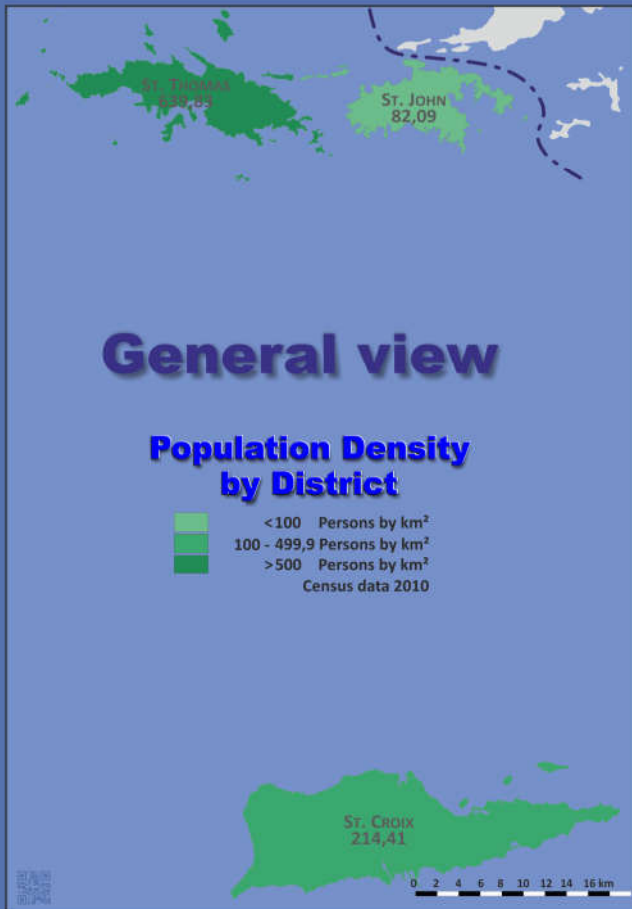 ST. THOMAS
639,83
ST. JOHN
82,09
General view
Population Density
by District
<100 Persons by km²
100 - 499,9 Persons by km²
>500 Persons by km²
Census data 2010
ST. CROIX
214,41
0 2 4 6 8 10 12 14 16 km